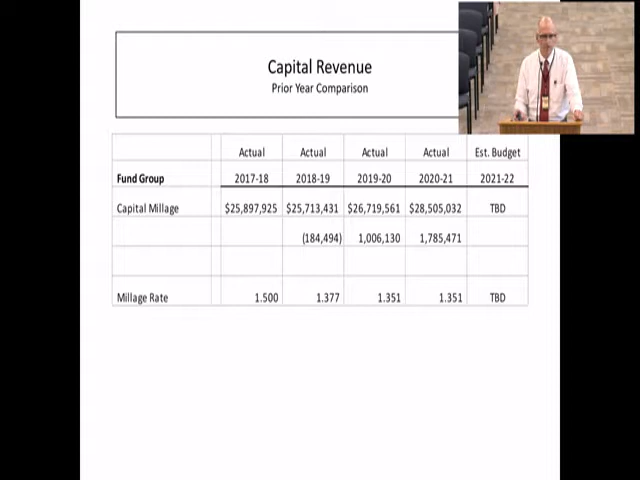 Capital Revenue
Prior Year Comparison
Actual Actual Actual Actual Est. Budget
Fund Group 2017-18 2018-19 2019-20 2020-21 2021-22
Capital Millage $25,897,925 $25,713,431 $26,719,561 $28,505,032 TBD
(184,494) 1,006,130 1,785,471
Millage Rate 1.500 1.377 1.351 1.351 TBD